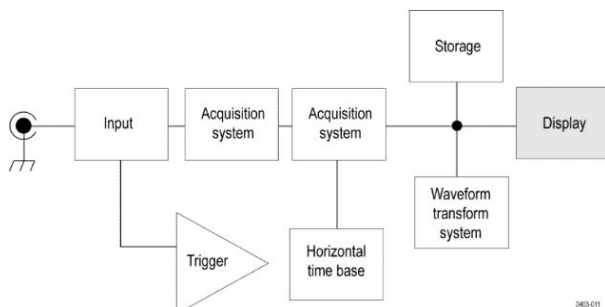 Storage
Input
Acquisition
system
Acquisition
system
Display
Waveform
transform
system
Trigger
Horizontal
time base
0403-011